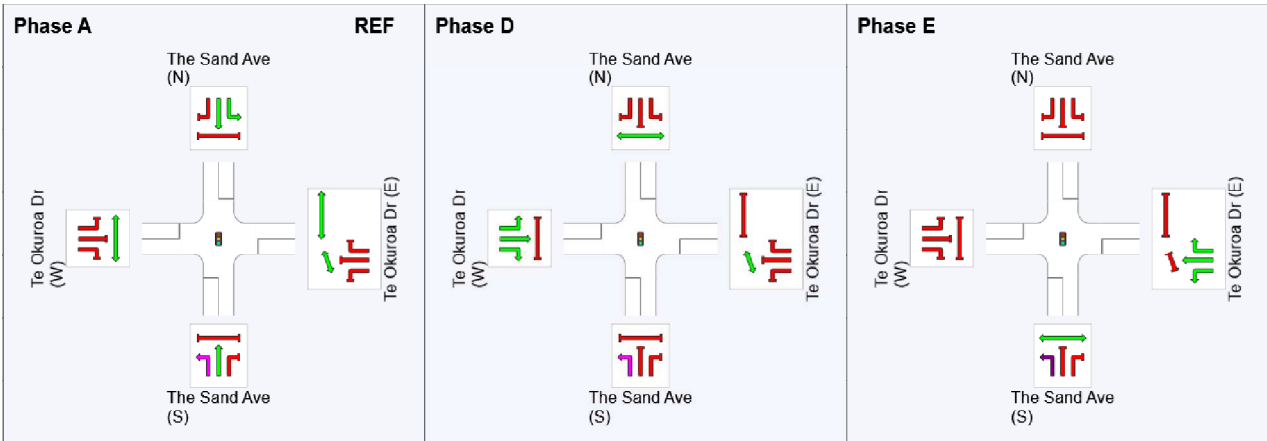 Phase A
REF
The Sand Ave
(N)
Te Okuroa Dr
(W)
Te Okuroa Dr (E)
The Sand Ave
(S)
Phase D
The Sand Ave
(N)
Te Okuroa Dr
(W)
Te Okuroa Dr (E)
The Sand Ave
(S)
Phase E
The Sand Ave
(N)
Te Okuroa Dr
(W)
Te Okuroa Dr (E)
The Sand Ave
(S)